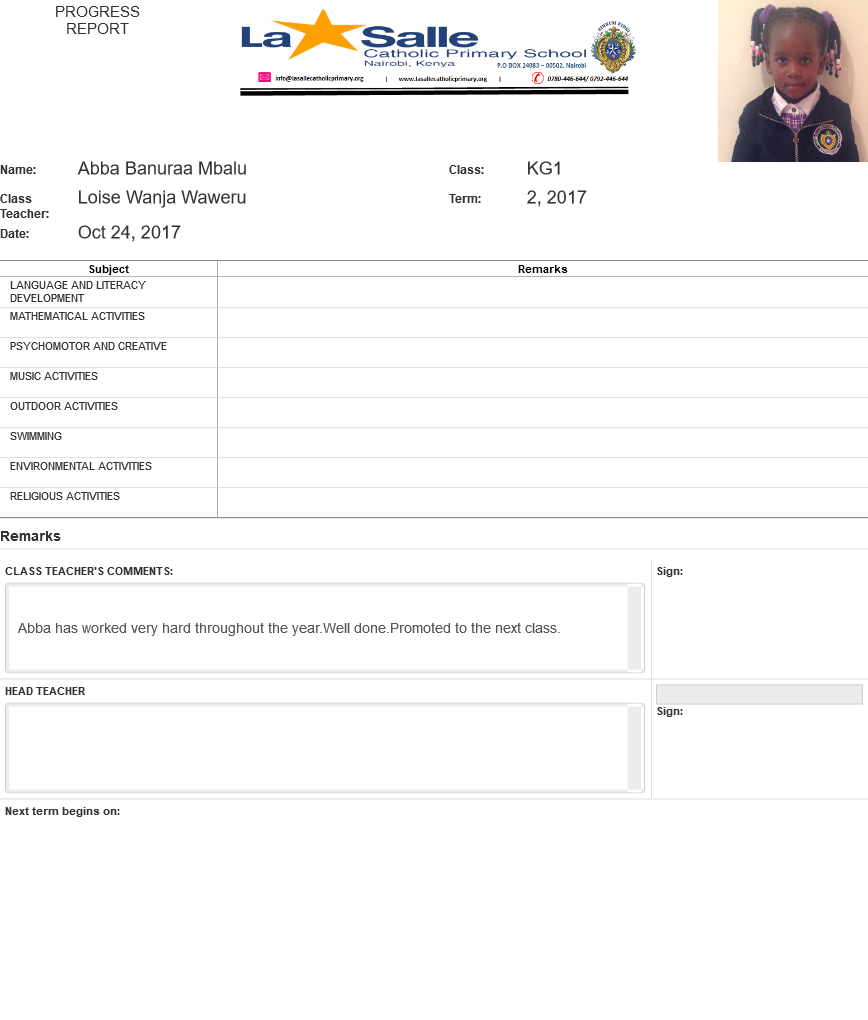 PROGRESS
REPORT
La Salle
Catholic Primary School
Nairobi, Kenya
P.O BOX 24083 – 00502, Nairobi
info@lasallecatholicprimary.org | www.lasallecatholicprimary.org | 0780-446-644/ 0792-446-644
Name: Abba Banuraa Mbalu Class: KG1
Class Teacher: Loise Wanja Waweru Term: 2, 2017
Date: Oct 24, 2017
Subject Remarks
LANGUAGE AND LITERACY
DEVELOPMENT
MATHEMATICAL ACTIVITIES
PSYCHOMOTOR AND CREATIVE
MUSIC ACTIVITIES
OUTDOOR ACTIVITIES
SWIMMING
ENVIRONMENTAL ACTIVITIES
RELIGIOUS ACTIVITIES
Remarks
CLASS TEACHER'S COMMENTS: Sign:
Abba has worked very hard throughout the year.Well done.Promoted to the next class.
HEAD TEACHER
Sign:
Next term begins on: